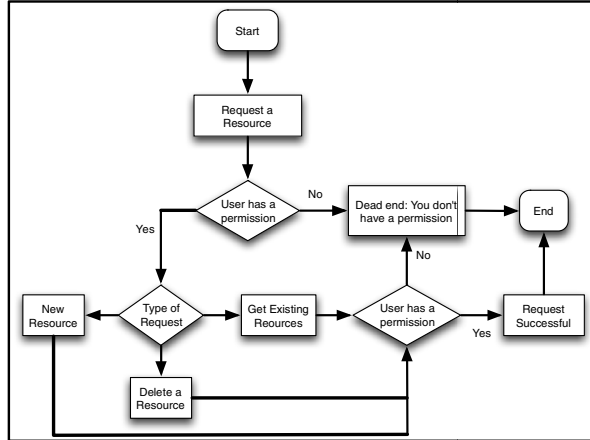 Start
Request a
Resource
User has a
permission
No
Dead end: You don't
have a permission
End
Yes
No
New
Resource
Type of
Request
Get Existing
Reources
User has a
permission
Yes
Request
Successful
Delete a
Resource